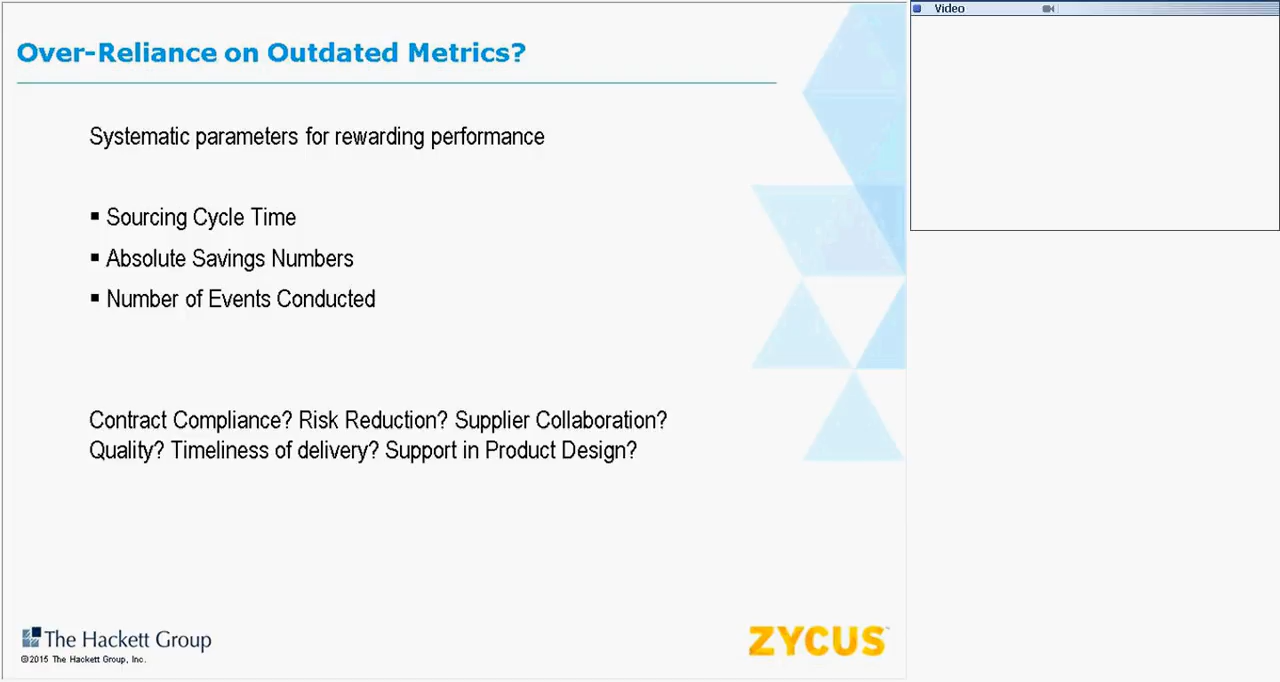 Over-Reliance on Outdated Metrics?
Video
Systematic parameters for rewarding performance
▪ Sourcing Cycle Time
▪ Absolute Savings Numbers
▪ Number of Events Conducted
Contract Compliance? Risk Reduction? Supplier Collaboration?
Quality? Timeliness of delivery? Support in Product Design?
The Hackett Group
©2015 The Hackett Group, Inc.
ZYCUS™